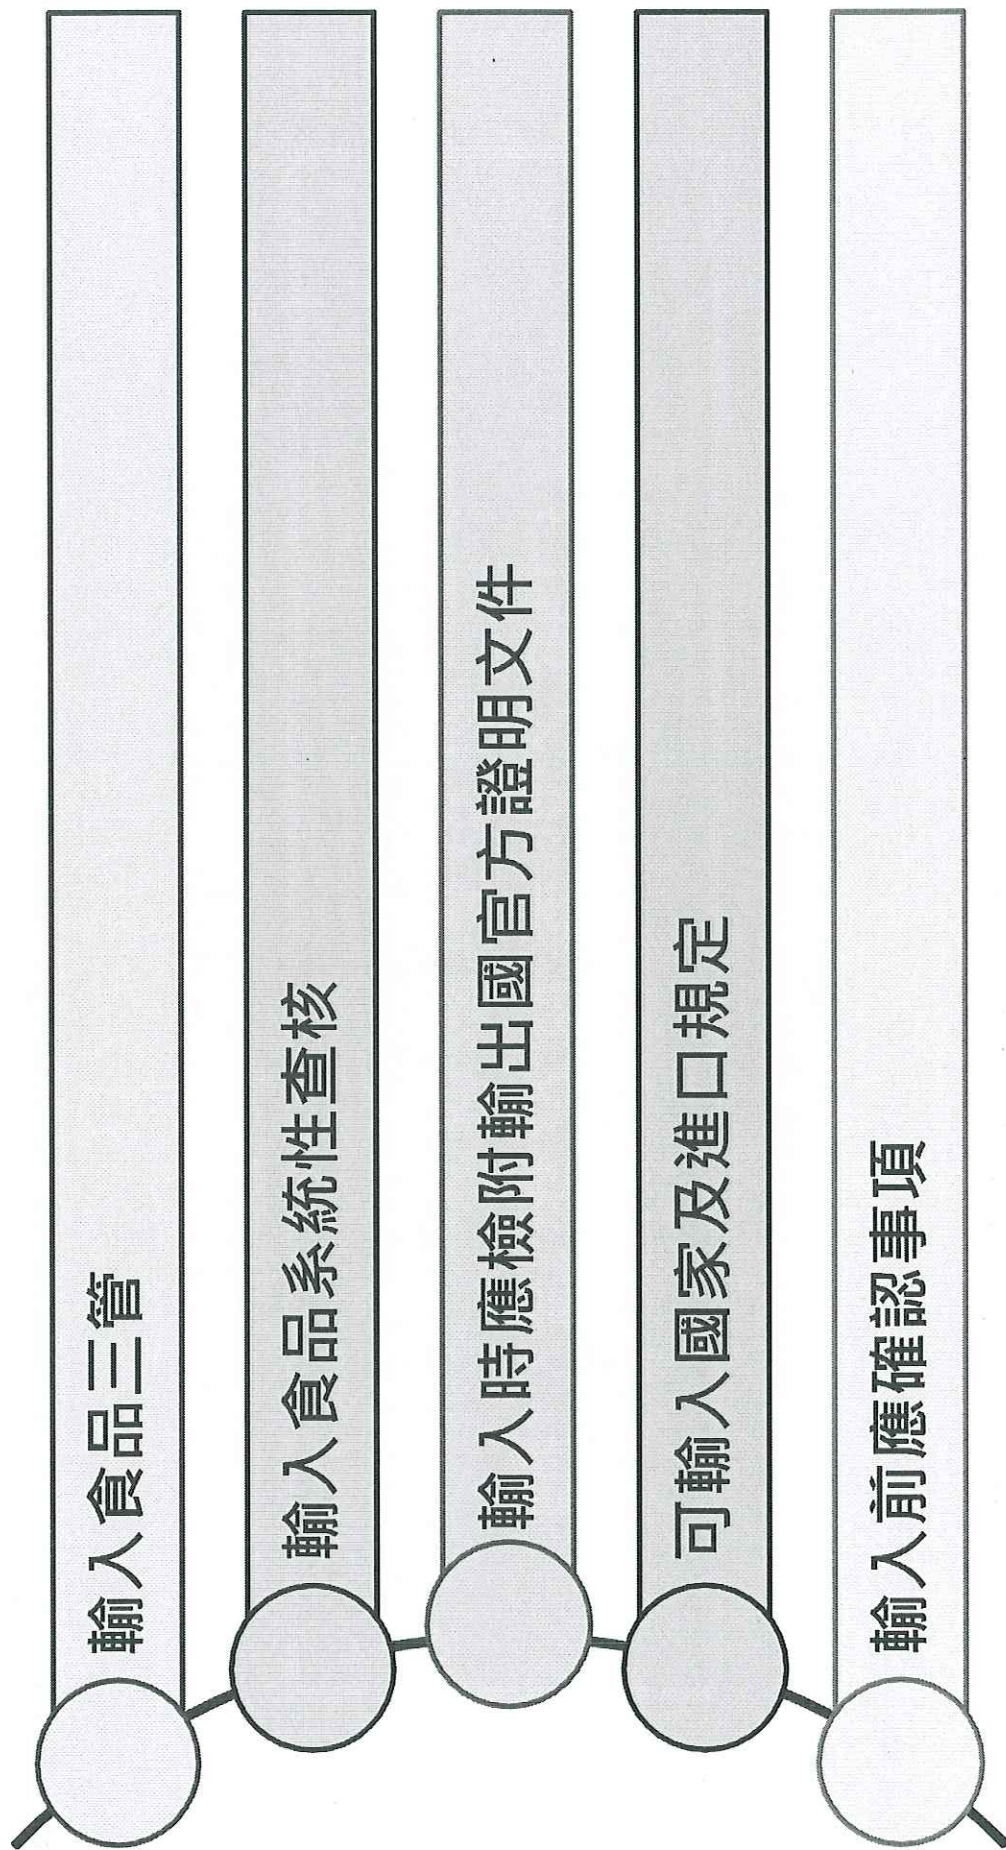 輸入食品三管
輸入食品系統性查核
輸入時應檢附輸出國官方證明文件
可輸入國家及進口規定
輸入前應確認事項